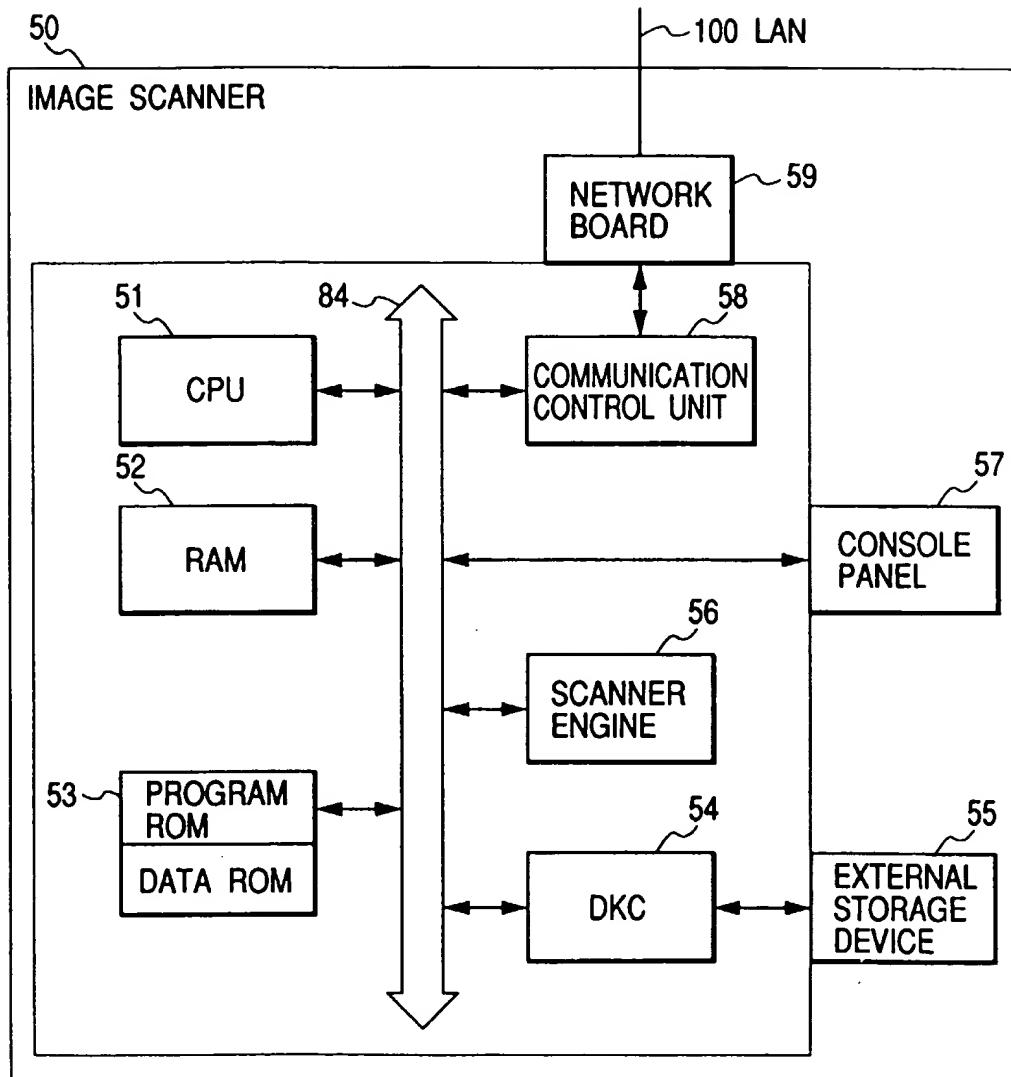 50
100 LAN
IMAGE SCANNER
NETWORK
BOARD
59
51
84
58
CPU
COMMUNICATION
CONTROL UNIT
52
57
RAM
CONSOLE
PANEL
56
SCANNER
ENGINE
53
PROGRAM
ROM
DATA ROM
54
55
DKC
EXTERNAL
STORAGE
DEVICE